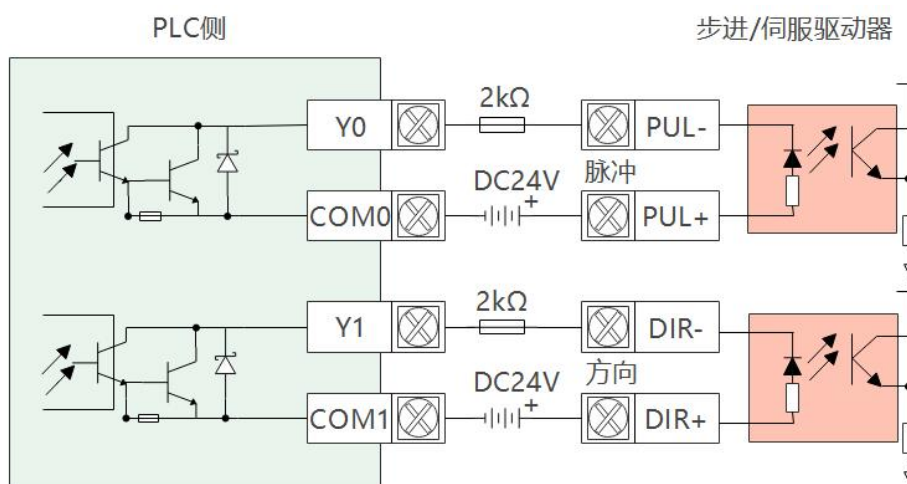 PLC侧
步进/伺服驱动器
Y0
2kΩ
PUL-
DC24V
脉冲
COM0
+
PUL+
Y1
2kΩ
DIR-
DC24V
方向
COM1
+
DIR+